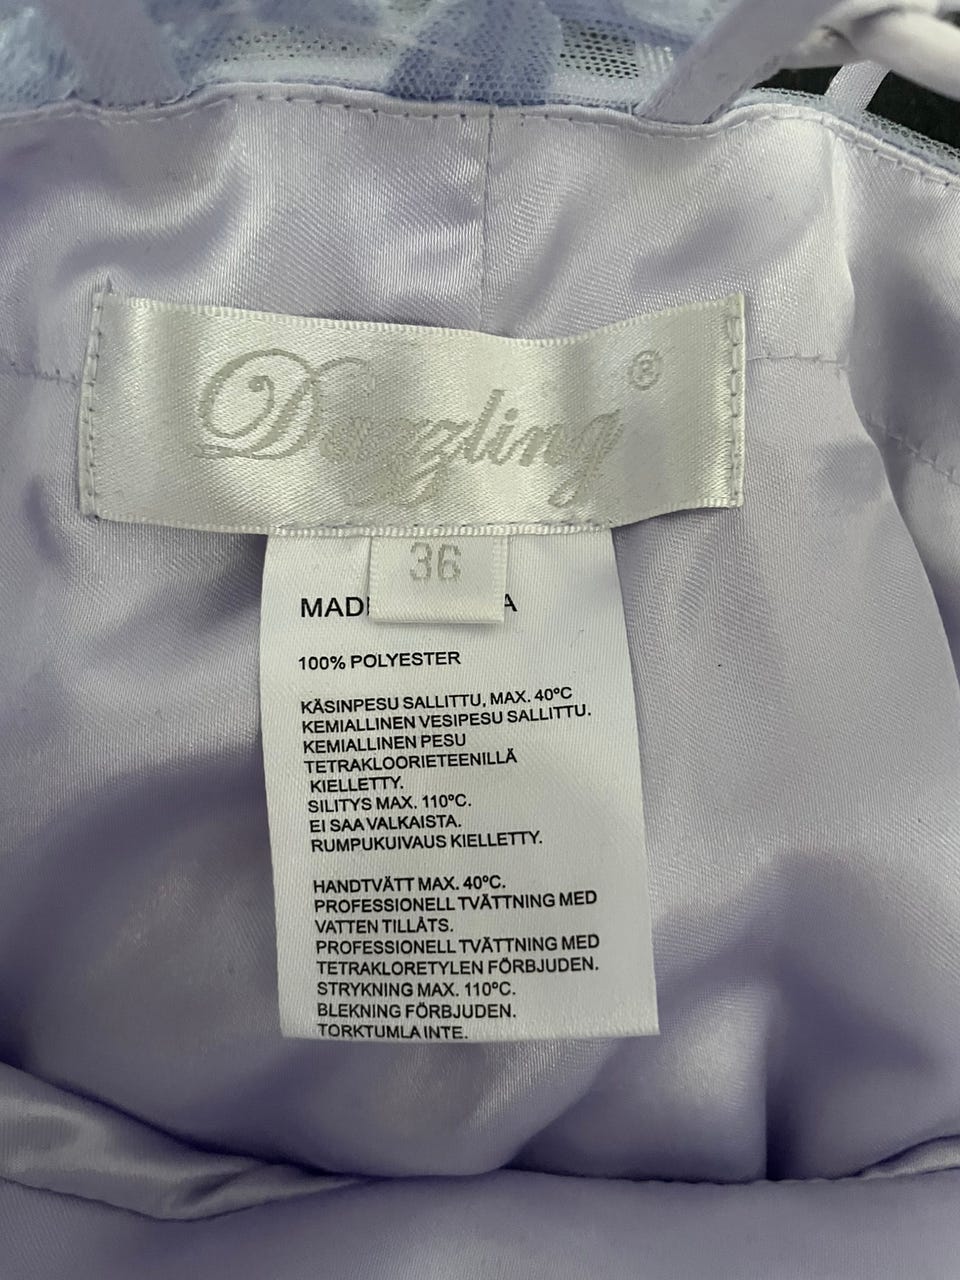 Dazzling®
36
MAD A
100% POLYESTER
KÄSINPESU SALLITTU, MAX. 40ºC
KEMIALLINEN VESIPESU SALLITTU.
KEMIALLINEN PESU
TETRAKLOORIETEENILLÄ
KIELLETTY.
SILITYS MAX. 110ºC.
EI SAA VALKAISTA.
RUMPUKUIVAUS KIELLETTY.
HANDTVÄTT MAX. 40ºC.
PROFESSIONELL TVÄTTNING MED
VATTEN TILLÅTS.
PROFESSIONELL TVÄTTNING MED
TETRAKLORETYLEN FÖRBJUDEN.
STRYKNING MAX. 110ºC.
BLEKNING FÖRBJUDEN.
TORKTUMLA INTE.